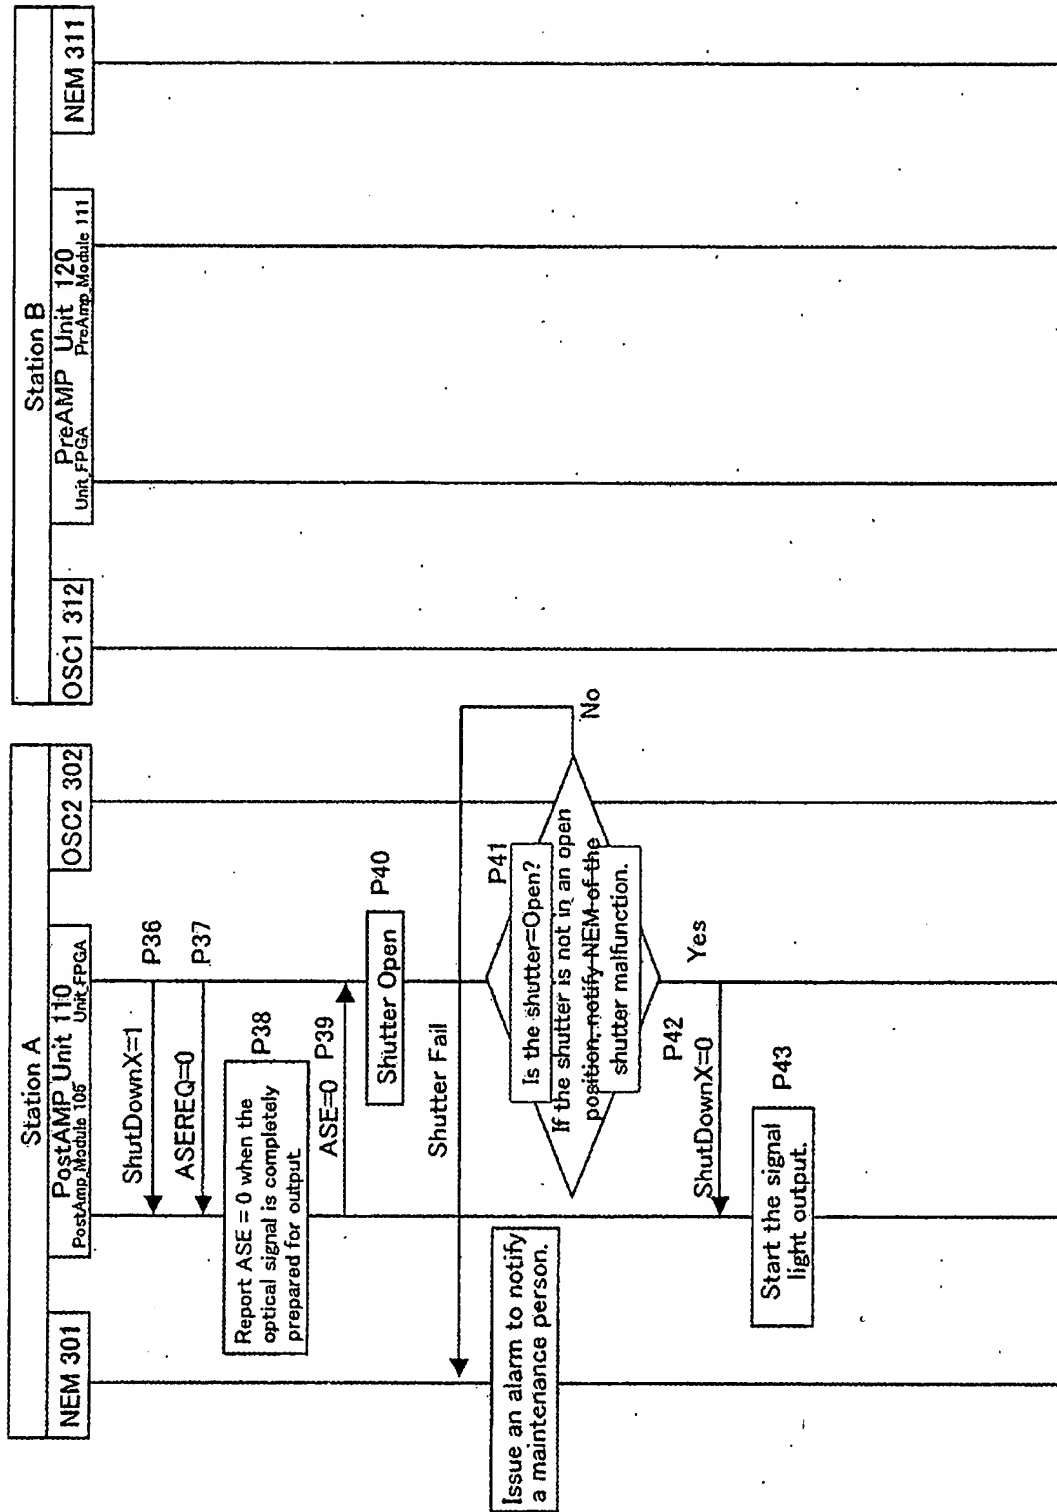 Station A
NEM 301
PostAMP Unit 110
PostAmp_Module 105
Unit_FPGA
OSC2 302
Station B
OSC1 312
PreAMP Unit 120
Unit_FPGA
PreAmp_Module 111
NEM 311
ShutDownX=1
P36
ASEREQ=0
P37
P38
Report ASE = 0 when the
optical signal is completely
prepared for output
ASE=0
P39
Shutter Open
P40
Shutter Fail
Issue an alarm to notify
a maintenance person.
P41
Is the shutter=Open?
If the shutter is not in an open
position, notify NEM of the
shutter malfunction.
No
Yes
P42
ShutDownX=0
P43
Start the signal
light output.